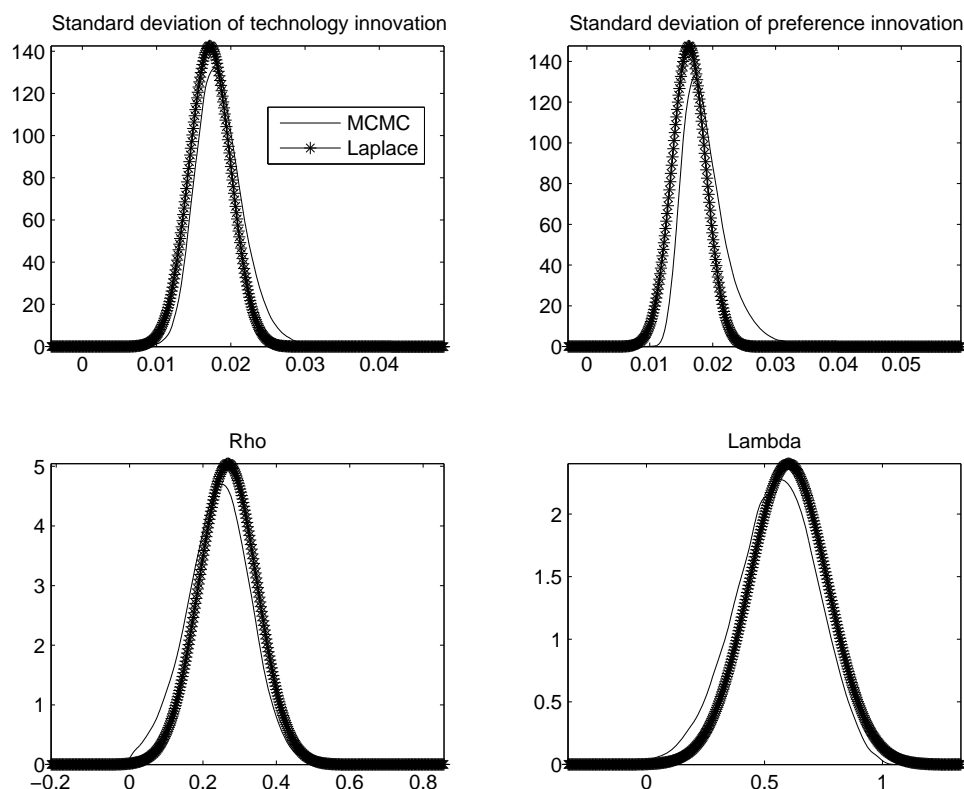 Standard deviation of technology innovation
140
120
100
80
60
40
20
0
0 0.01 0.02 0.03 0.04
MCMC
Laplace
Standard deviation of preference innovation
140
120
100
80
60
40
20
0
0 0.01 0.02 0.03 0.04 0.05
Rho
5
4
3
2
1
0
−0.2 0 0.2 0.4 0.6 0.8
Lambda
2
1.5
1
0.5
0
0 0.5 1